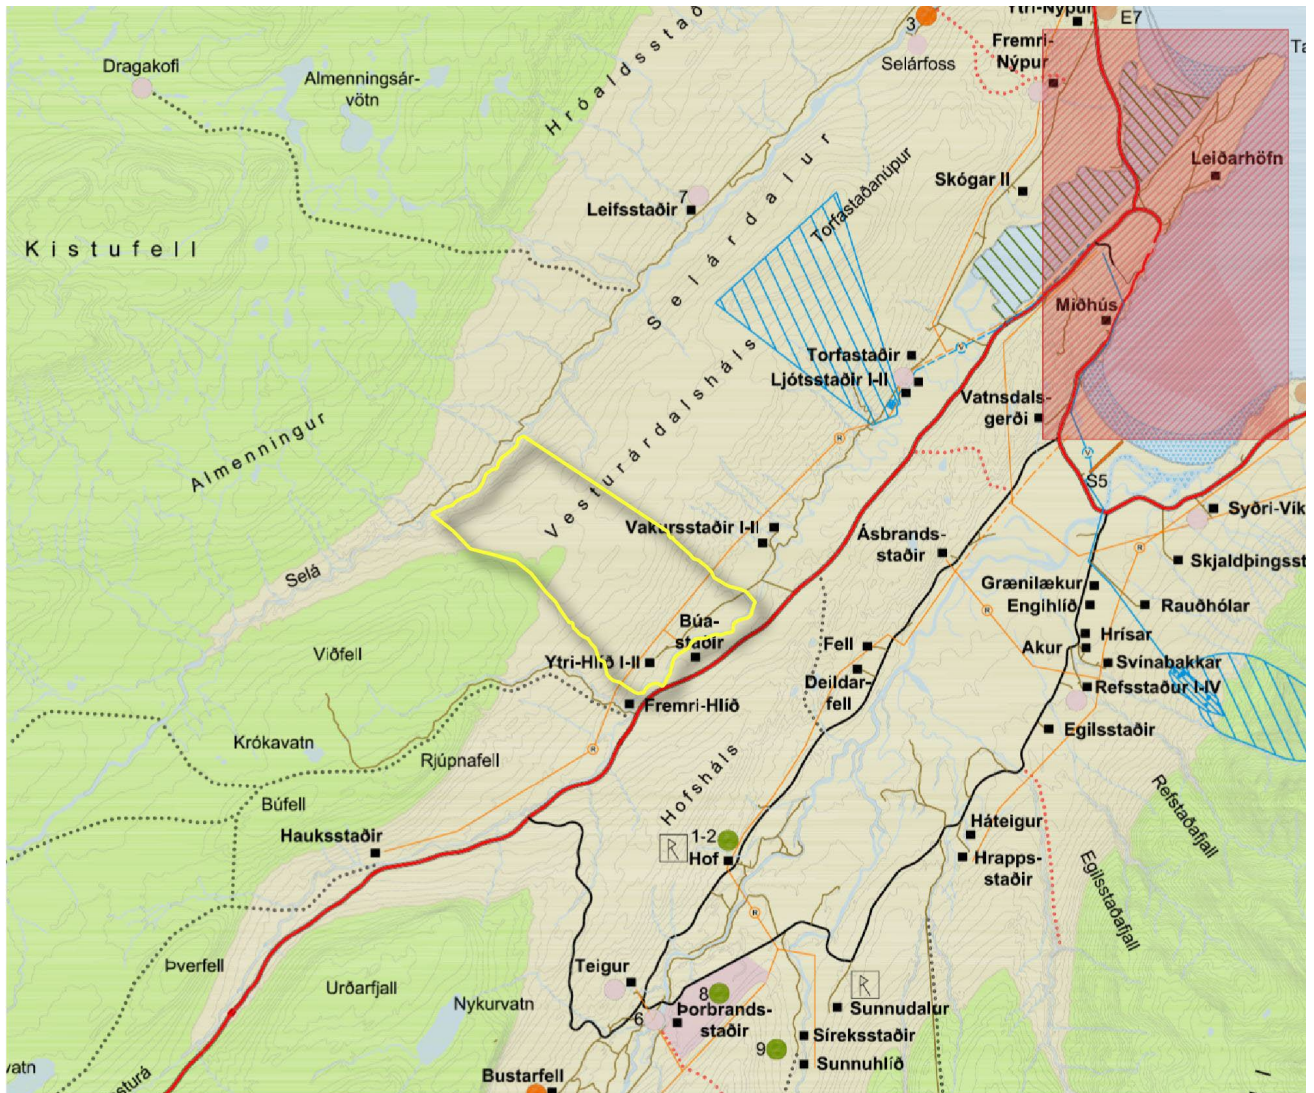 Ytri-Nýpur
3
E7
Fremri-
Nýpur
Dragakofi
Selárfoss
Almenningsár-
vötn
Hróaldsstað
Leiðarhöfn
Skógar II
7
Leifsstaðir
Torfastaðanúpur
Selárdalur
Kistufell
Miðhús
Torfastaðir
Ljótsstaðir I-II
Vatnsdals-
gerði
Vesturárdalsháls
V
R
Almenningur
V
S5
Syðri-Vík
Vakursstaðir I-II
Ásbrands-
staðir
R
Skjaldþingsst
Selá
Grænilækur
Engihlíð
Rauðhólar
R
Búa-
staðir
Hrísar
Akur
Fell
Viðfell
Ytri-Hlíð I-II
Svínabakkar
Deildar-
fell
Refsstaður I-IV
Fremri-Hlíð
Egilsstaðir
Krókavatn
R
Rjúpnafell
Hofsháls
Refstaðafjall
Búfell
Hauksstaðir
1-2
R
Hof
Háteigur
Hrapps-
staðir
Egilsstaðafjall
R
Þverfell
Urðarfjall
Nykurvatn
Teigur
8
R
Þorbrands-
staðir
Sunnudalur
6
Síreksstaðir
9
Sunnuhlíð
vatn
Bustarfell
sturá